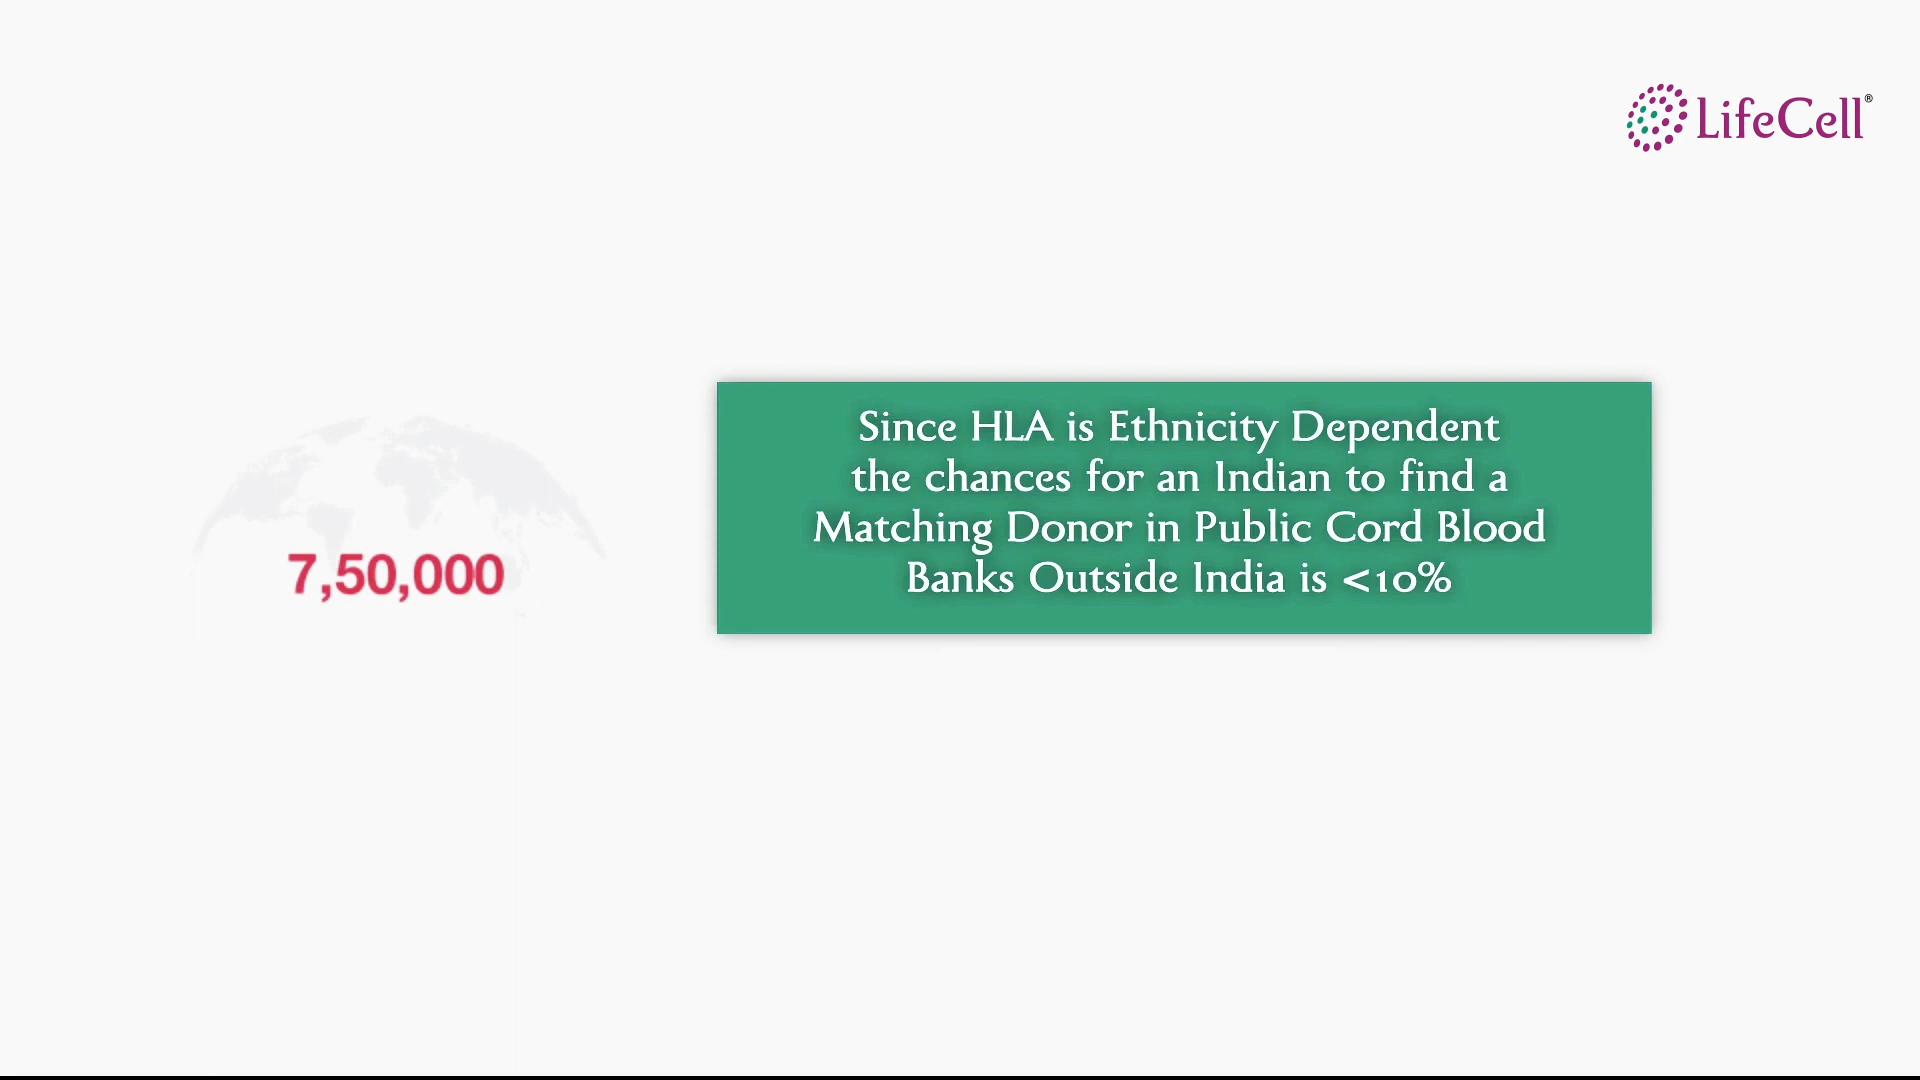 LifeCell®
Since HLA is Ethnicity Dependent
the chances for an Indian to find a
Matching Donor in Public Cord Blood
Banks Outside India is <10%
7,50,000